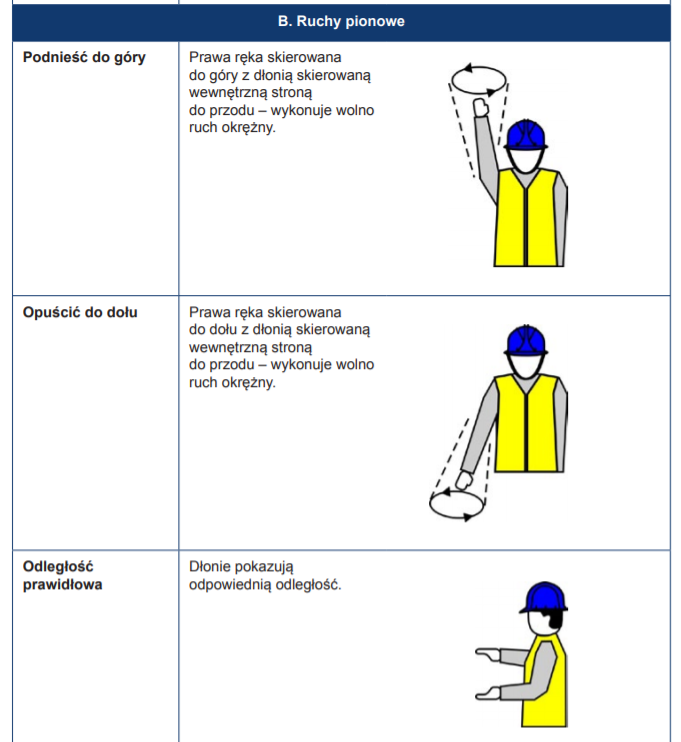 B. Ruchy pionowe
Podnieść do góry
Prawa ręka skierowana
do góry z dłonią skierowaną
wewnętrzną stroną
do przodu – wykonuje wolno
ruch okrężny.
Opuścić do dołu
Prawa ręka skierowana
do dołu z dłonią skierowaną
wewnętrzną stroną
do przodu – wykonuje wolno
ruch okrężny.
Odległość
prawidłowa
Dłonie pokazują
odpowiednią odległość.